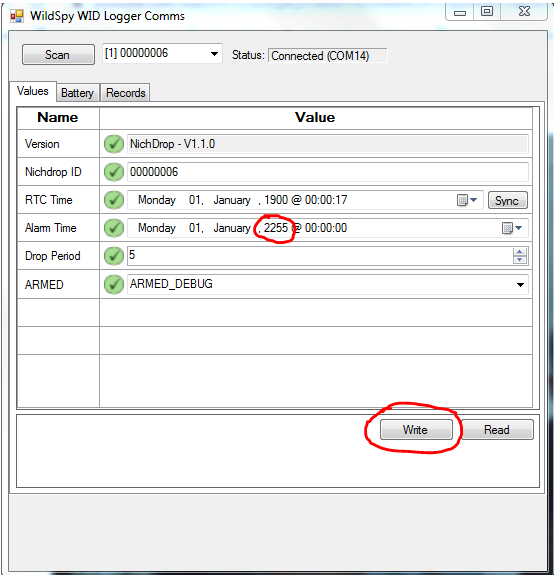 WildSpy WID Logger Comms
Scan [1] 00000006 Status: Connected (COM14)
Values Battery Records
Name Value
Version NichDrop - V1.1.0
Nichdrop ID 00000006
RTC Time Monday 01, January , 1900 @ 00:00:17 Sync
Alarm Time Monday 01, January , 2255 @ 00:00:00
Drop Period 5
ARMED ARMED_DEBUG
Write Read